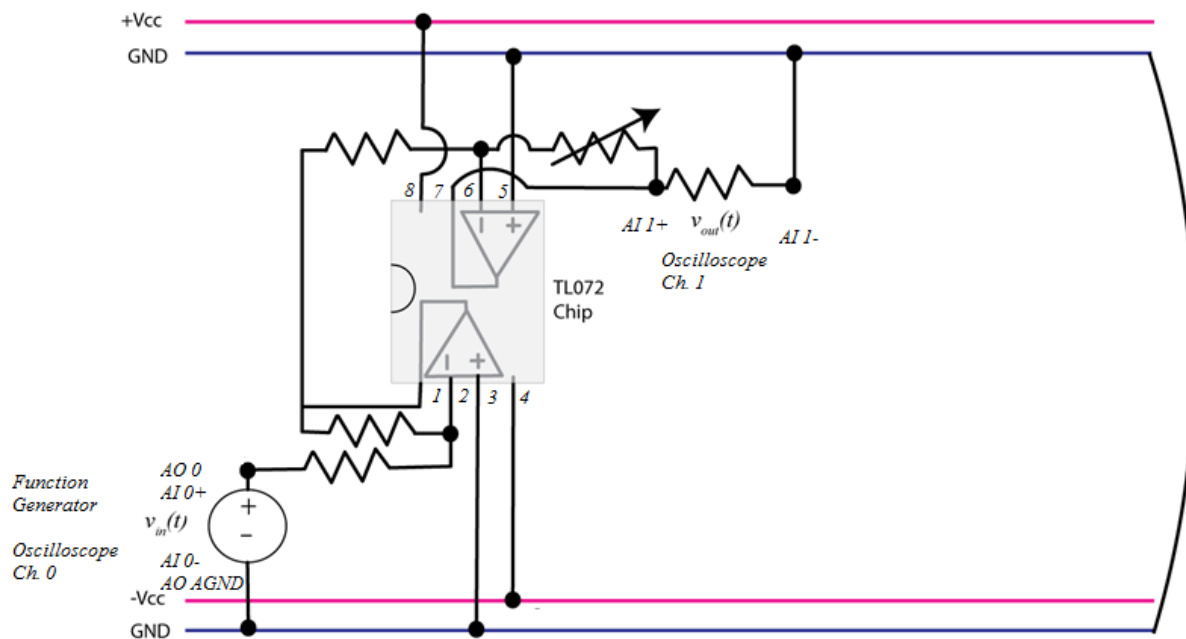 +Vcc
GND
8 7 6 5
AI 1+ v_out(t) AI 1-
Oscilloscope
Ch. 1
TL072
Chip
1 2 3 4
Function
Generator
Oscilloscope
Ch. 0
AO 0
AI 0+
+
v_in(t)
−
AI 0-
AO AGND
-Vcc
GND